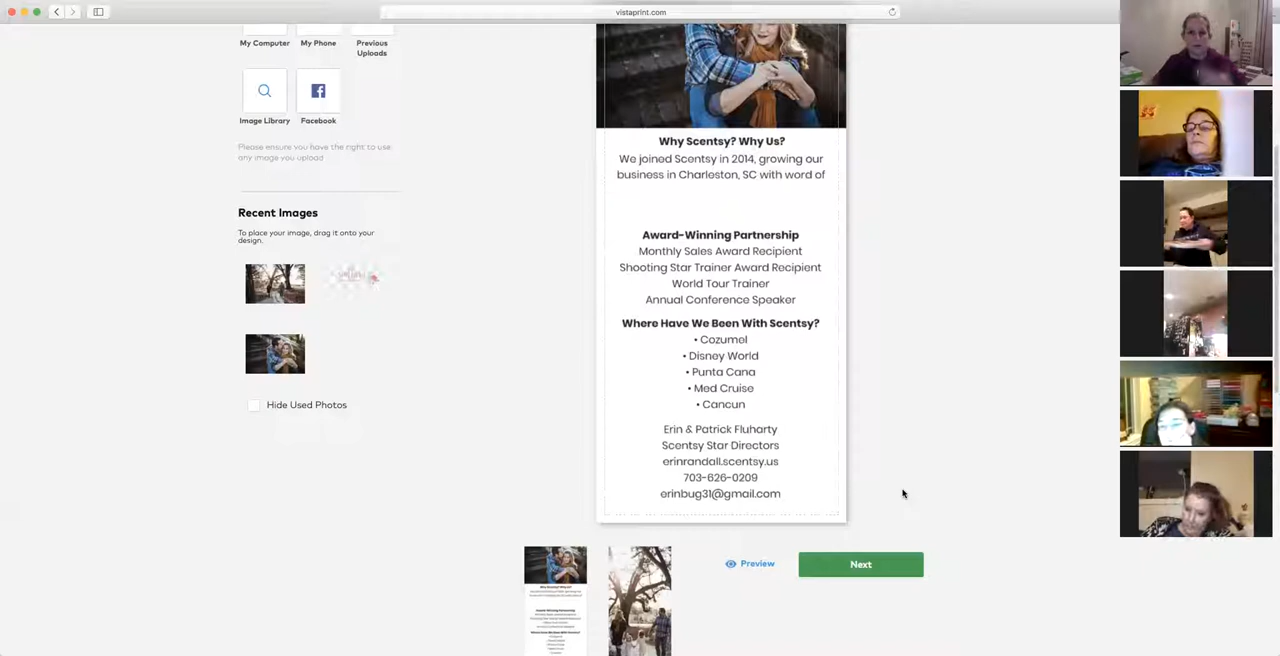 vistaprint.com
My Computer
My Phone
Previous
Uploads
Image Library
Facebook
Please ensure you have the right to use
any image you upload
Recent Images
To place your image, drag it onto your
design.
Hide Used Photos
Why Scentsy? Why Us?
We joined Scentsy in 2014, growing our
business in Charleston, SC with word of
Award-Winning Partnership
Monthly Sales Award Recipient
Shooting Star Trainer Award Recipient
World Tour Trainer
Annual Conference Speaker
Where Have We Been With Scentsy?
• Cozumel
• Disney World
• Punta Cana
• Med Cruise
• Cancun
Erin & Patrick Fluharty
Scentsy Star Directors
erinrandall.scentsy.us
703-626-0209
erinbug31@gmail.com
Preview
Next